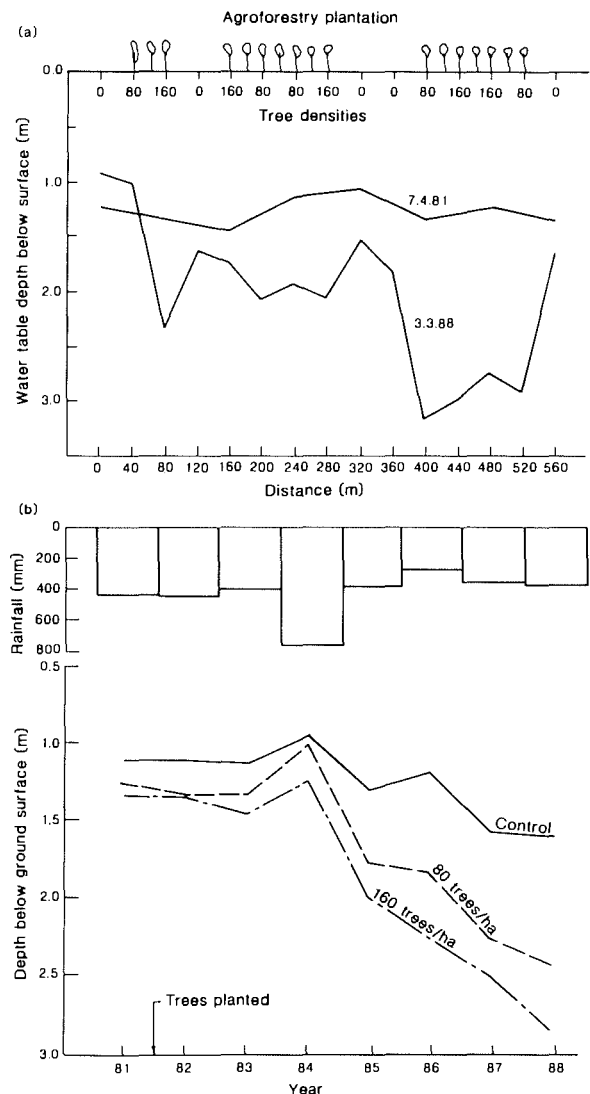 Agroforestry plantation
(a)
0.0
0 80 160 0 160 80 80 160 0 0 80 160 160 80 0
Tree densities
Water table depth below surface (m)
1.0
2.0
3.0
7.4.81
3.3.88
0 40 80 120 160 200 240 280 320 360 400 440 480 520 560
Distance (m)
(b)
Rainfall (mm)
0
200
400
600
800
Depth below ground surface (m)
0.5
1.0
1.5
2.0
2.5
3.0
Control
80 trees/ha
160 trees/ha
Trees planted
81 82 83 84 85 86 87 88
Year